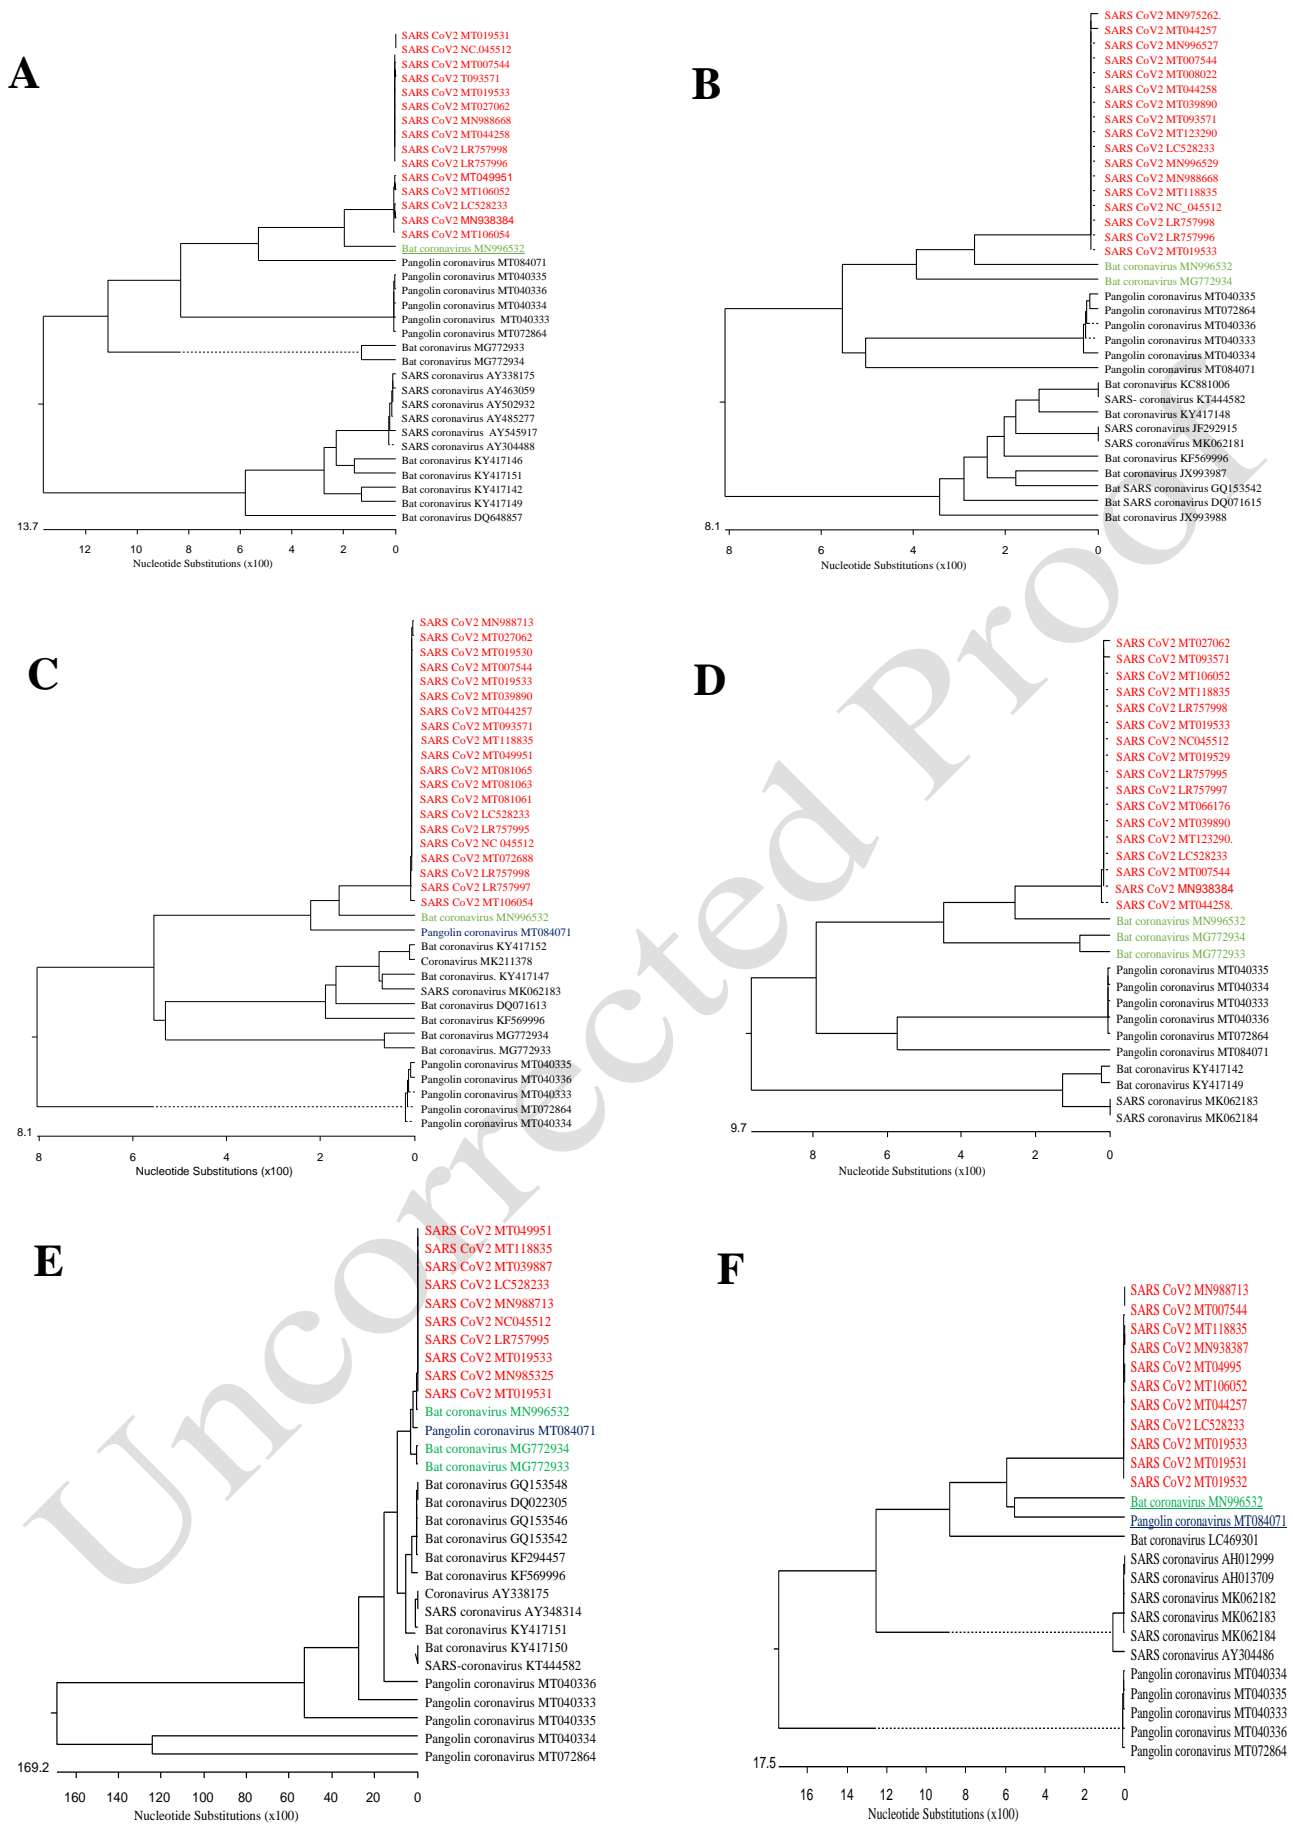 A
SARS CoV2 MT019531
SARS CoV2 NC.045512
SARS CoV2 MT007544
SARS CoV2 T093571
SARS CoV2 MT019533
SARS CoV2 MT027062
SARS CoV2 MN988668
SARS CoV2 MT044258
SARS CoV2 LR757998
SARS CoV2 LR757996
SARS CoV2 MT049951
SARS CoV2 MT106052
SARS CoV2 LC528233
SARS CoV2 MN938384
SARS CoV2 MT106054
Bat coronavirus MN996532
Pangolin coronavirus MT084071
Pangolin coronavirus MT040335
Pangolin coronavirus MT040336
Pangolin coronavirus MT040334
Pangolin coronavirus MT040333
Pangolin coronavirus MT072864
Bat coronavirus MG772933
Bat coronavirus MG772934
SARS coronavirus AY338175
SARS coronavirus AY463059
SARS coronavirus AY502932
SARS coronavirus AY485277
SARS coronavirus AY545917
SARS coronavirus AY304488
Bat coronavirus KY417146
Bat coronavirus KY417151
Bat coronavirus KY417142
Bat coronavirus KY417149
Bat coronavirus DQ648857
13.7
12 10 8 6 4 2 0
Nucleotide Substitutions (x100)
B
SARS CoV2 MN975262.
SARS CoV2 MT044257
SARS CoV2 MN996527
SARS CoV2 MT007544
SARS CoV2 MT008022
SARS CoV2 MT044258
SARS CoV2 MT039890
SARS CoV2 MT093571
SARS CoV2 MT123290
SARS CoV2 LC528233
SARS CoV2 MN996529
SARS CoV2 MN988668
SARS CoV2 MT118835
SARS CoV2 NC_045512
SARS CoV2 LR757998
SARS CoV2 LR757996
SARS CoV2 MT019533
Bat coronavirus MN996532
Bat coronavirus MG772934
Pangolin coronavirus MT040335
Pangolin coronavirus MT072864
Pangolin coronavirus MT040336
Pangolin coronavirus MT040333
Pangolin coronavirus MT040334
Pangolin coronavirus MT084071
Bat coronavirus KC881006
SARS- coronavirus KT444582
Bat coronavirus KY417148
SARS coronavirus JF292915
SARS coronavirus MK062181
Bat coronavirus KF569996
Bat coronavirus JX993987
Bat SARS coronavirus GQ153542
Bat SARS coronavirus DQ071615
Bat coronavirus JX993988
8.1
8 6 4 2 0
Nucleotide Substitutions (x100)
C
SARS CoV2 MN988713
SARS CoV2 MT027062
SARS CoV2 MT019530
SARS CoV2 MT007544
SARS CoV2 MT019533
SARS CoV2 MT039890
SARS CoV2 MT044257
SARS CoV2 MT093571
SARS CoV2 MT118835
SARS CoV2 MT049951
SARS CoV2 MT081065
SARS CoV2 MT081063
SARS CoV2 MT081061
SARS CoV2 LC528233
SARS CoV2 LR757995
SARS CoV2 NC 045512
SARS CoV2 MT072688
SARS CoV2 LR757998
SARS CoV2 LR757997
SARS CoV2 MT106054
Bat coronavirus MN996532
Pangolin coronavirus MT084071
Bat coronavirus KY417152
Coronavirus MK211378
Bat coronavirus. KY417147
SARS coronavirus MK062183
Bat coronavirus DQ071613
Bat coronavirus KF569996
Bat coronavirus MG772934
Bat coronavirus. MG772933
Pangolin coronavirus MT040335
Pangolin coronavirus MT040336
Pangolin coronavirus MT040333
Pangolin coronavirus MT072864
Pangolin coronavirus MT040334
8.1
8 6 4 2 0
Nucleotide Substitutions (x100)
D
SARS CoV2 MT027062
SARS CoV2 MT093571
SARS CoV2 MT106052
SARS CoV2 MT118835
SARS CoV2 LR757998
SARS CoV2 MT019533
SARS CoV2 NC045512
SARS CoV2 MT019529
SARS CoV2 LR757995
SARS CoV2 LR757997
SARS CoV2 MT066176
SARS CoV2 MT039890
SARS CoV2 MT123290.
SARS CoV2 LC528233
SARS CoV2 MT007544
SARS CoV2 MN938384
SARS CoV2 MT044258.
Bat coronavirus MN996532
Bat coronavirus MG772934
Bat coronavirus MG772933
Pangolin coronavirus MT040335
Pangolin coronavirus MT040334
Pangolin coronavirus MT040333
Pangolin coronavirus MT040336
Pangolin coronavirus MT072864
Pangolin coronavirus MT084071
Bat coronavirus KY417142
Bat coronavirus KY417149
SARS coronavirus MK062183
SARS coronavirus MK062184
9.7
8 6 4 2 0
Nucleotide Substitutions (x100)
E
SARS CoV2 MT049951
SARS CoV2 MT118835
SARS CoV2 MT039887
SARS CoV2 LC528233
SARS CoV2 MN988713
SARS CoV2 NC045512
SARS CoV2 LR757995
SARS CoV2 MT019533
SARS CoV2 MN985325
SARS CoV2 MT019531
Bat coronavirus MN996532
Pangolin coronavirus MT084071
Bat coronavirus MG772934
Bat coronavirus MG772933
Bat coronavirus GQ153548
Bat coronavirus DQ022305
Bat coronavirus GQ153546
Bat coronavirus GQ153542
Bat coronavirus KF294457
Bat coronavirus KF569996
Coronavirus AY338175
SARS coronavirus AY348314
Bat coronavirus KY417151
Bat coronavirus KY417150
SARS-coronavirus KT444582
Pangolin coronavirus MT040336
Pangolin coronavirus MT040333
Pangolin coronavirus MT040335
Pangolin coronavirus MT040334
Pangolin coronavirus MT072864
169.2
160 140 120 100 80 60 40 20 0
Nucleotide Substitutions (x100)
F
SARS CoV2 MN988713
SARS CoV2 MT007544
SARS CoV2 MT118835
SARS CoV2 MN938387
SARS CoV2 MT04995
SARS CoV2 MT106052
SARS CoV2 MT044257
SARS CoV2 LC528233
SARS CoV2 MT019533
SARS CoV2 MT019531
SARS CoV2 MT019532
Bat coronavirus MN996532
Pangolin coronavirus MT084071
Bat coronavirus LC469301
SARS coronavirus AH012999
SARS coronavirus AH013709
SARS coronavirus MK062182
SARS coronavirus MK062183
SARS coronavirus MK062184
SARS coronavirus AY304486
Pangolin coronavirus MT040334
Pangolin coronavirus MT040335
Pangolin coronavirus MT040333
Pangolin coronavirus MT040336
Pangolin coronavirus MT072864
17.5
16 14 12 10 8 6 4 2 0
Nucleotide Substitutions (x100)
Uncorrected Proof